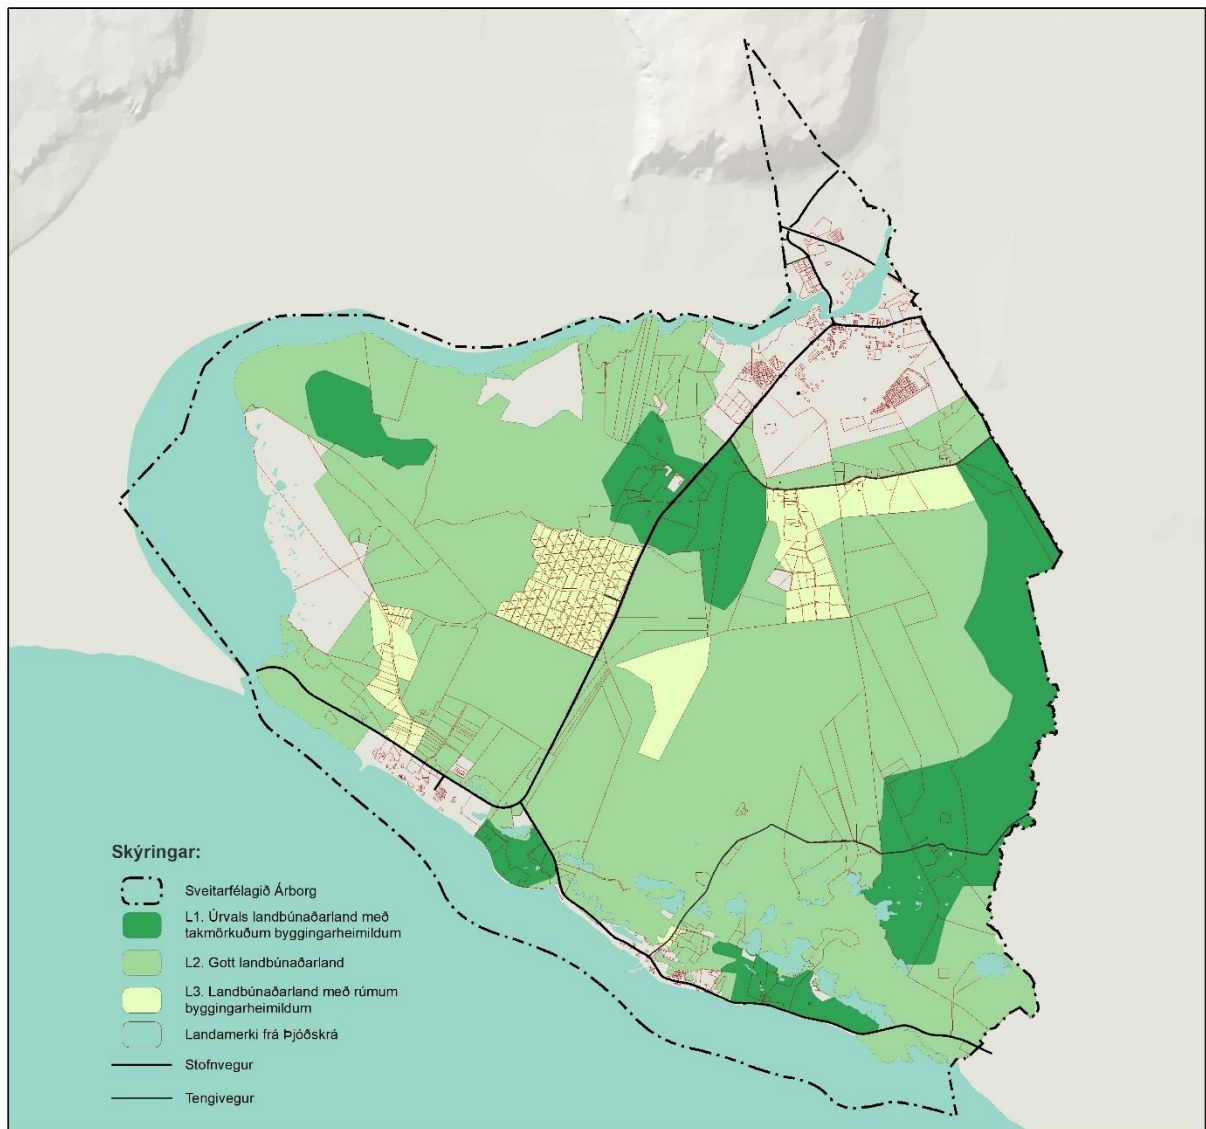 Skýringar:
Sveitarfélagið Árborg
L1. Úrvals landbúnaðarland með
takmörkuðum byggingarheimildum
L2. Gott landbúnaðarland
L3. Landbúnaðarland með rúmum
byggingarheimildum
Landamerki frá Þjóðskrá
Stofnvegur
Tengivegur